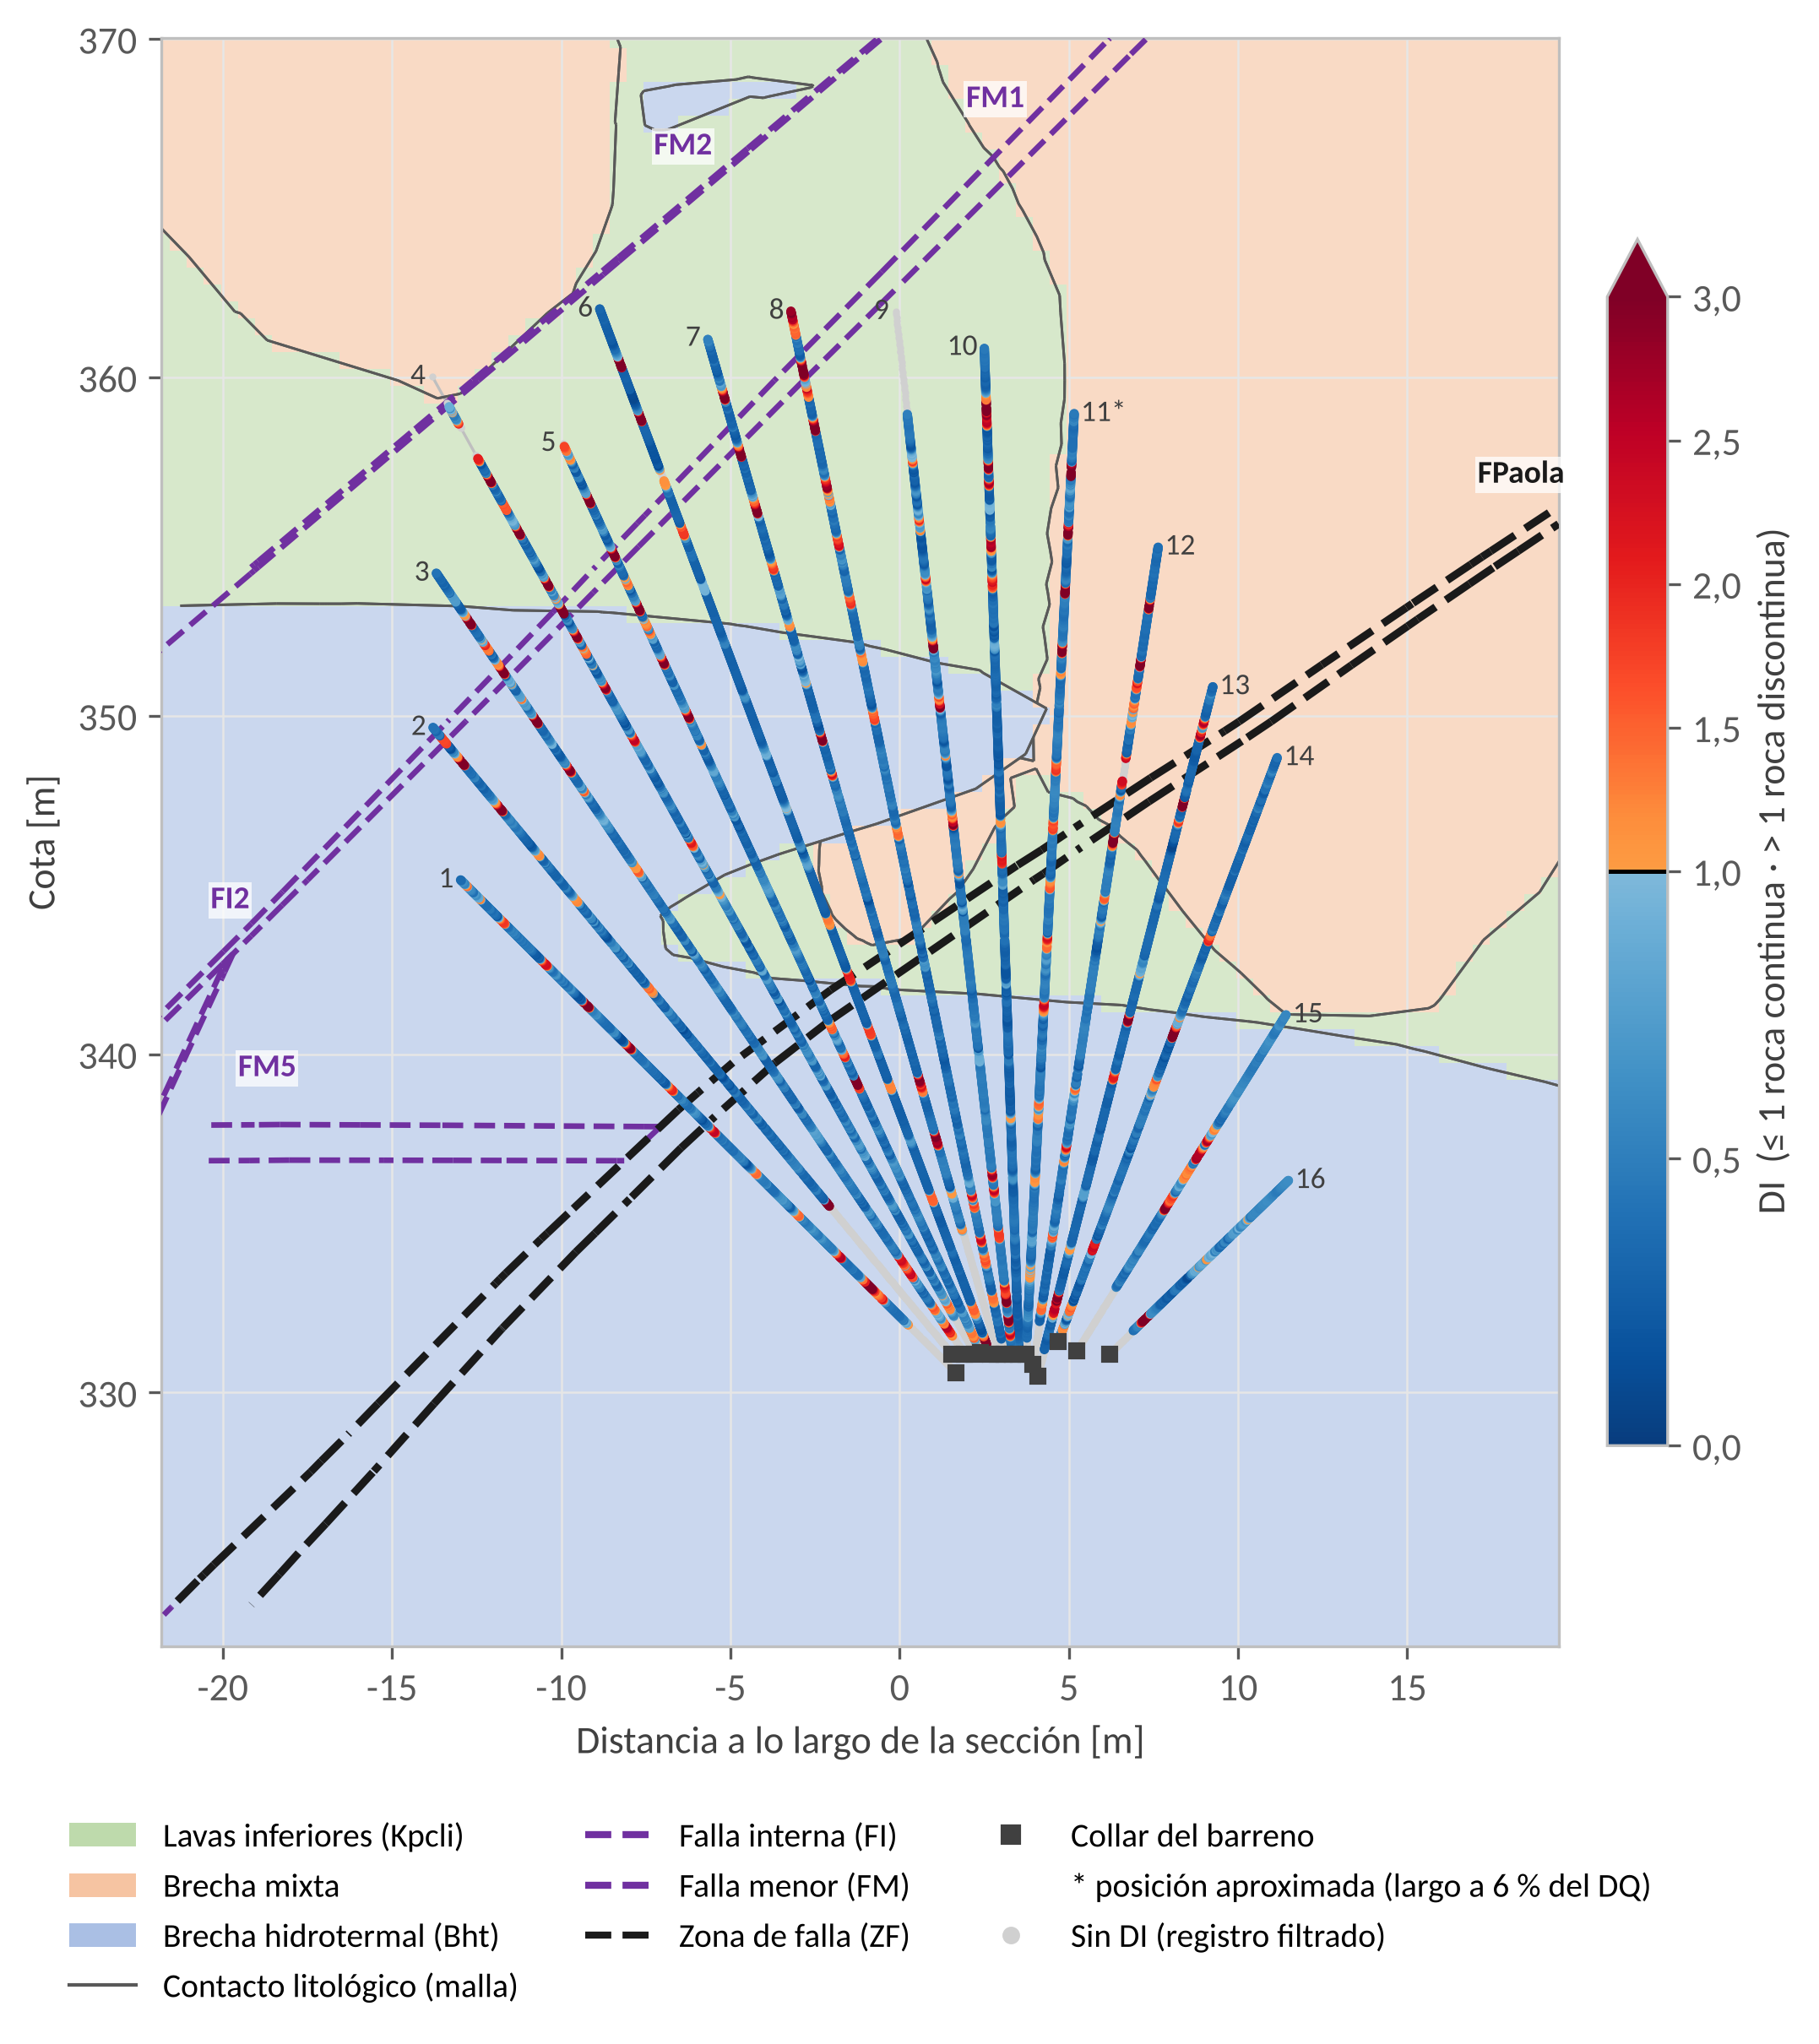 370
360
350
340
330
Cota [m]
-20
-15
-10
-5
0
5
10
15
Distancia a lo largo de la sección [m]
FM1
FM2
FPaola
FI2
FM5
1
2
3
4
5
6
7
8
9
10
11*
12
13
14
15
16
3,0
2,5
2,0
1,5
1,0
0,5
0,0
DI (≤ 1 roca continua · > 1 roca discontinua)
Lavas inferiores (Kpcli)
Brecha mixta
Brecha hidrotermal (Bht)
Contacto litológico (malla)
Falla interna (FI)
Falla menor (FM)
Zona de falla (ZF)
Collar del barreno
* posición aproximada (largo a 6 % del DQ)
Sin DI (registro filtrado)